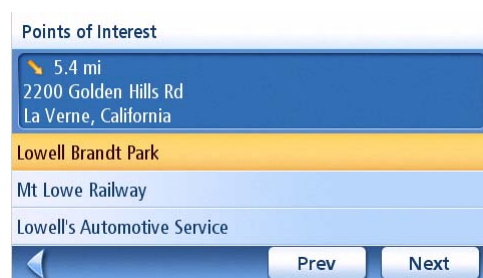 Points of Interest
5.4 mi
2200 Golden Hills Rd
La Verne, California
Lowell Brandt Park
Mt Lowe Railway
Lowell's Automotive Service
Prev Next